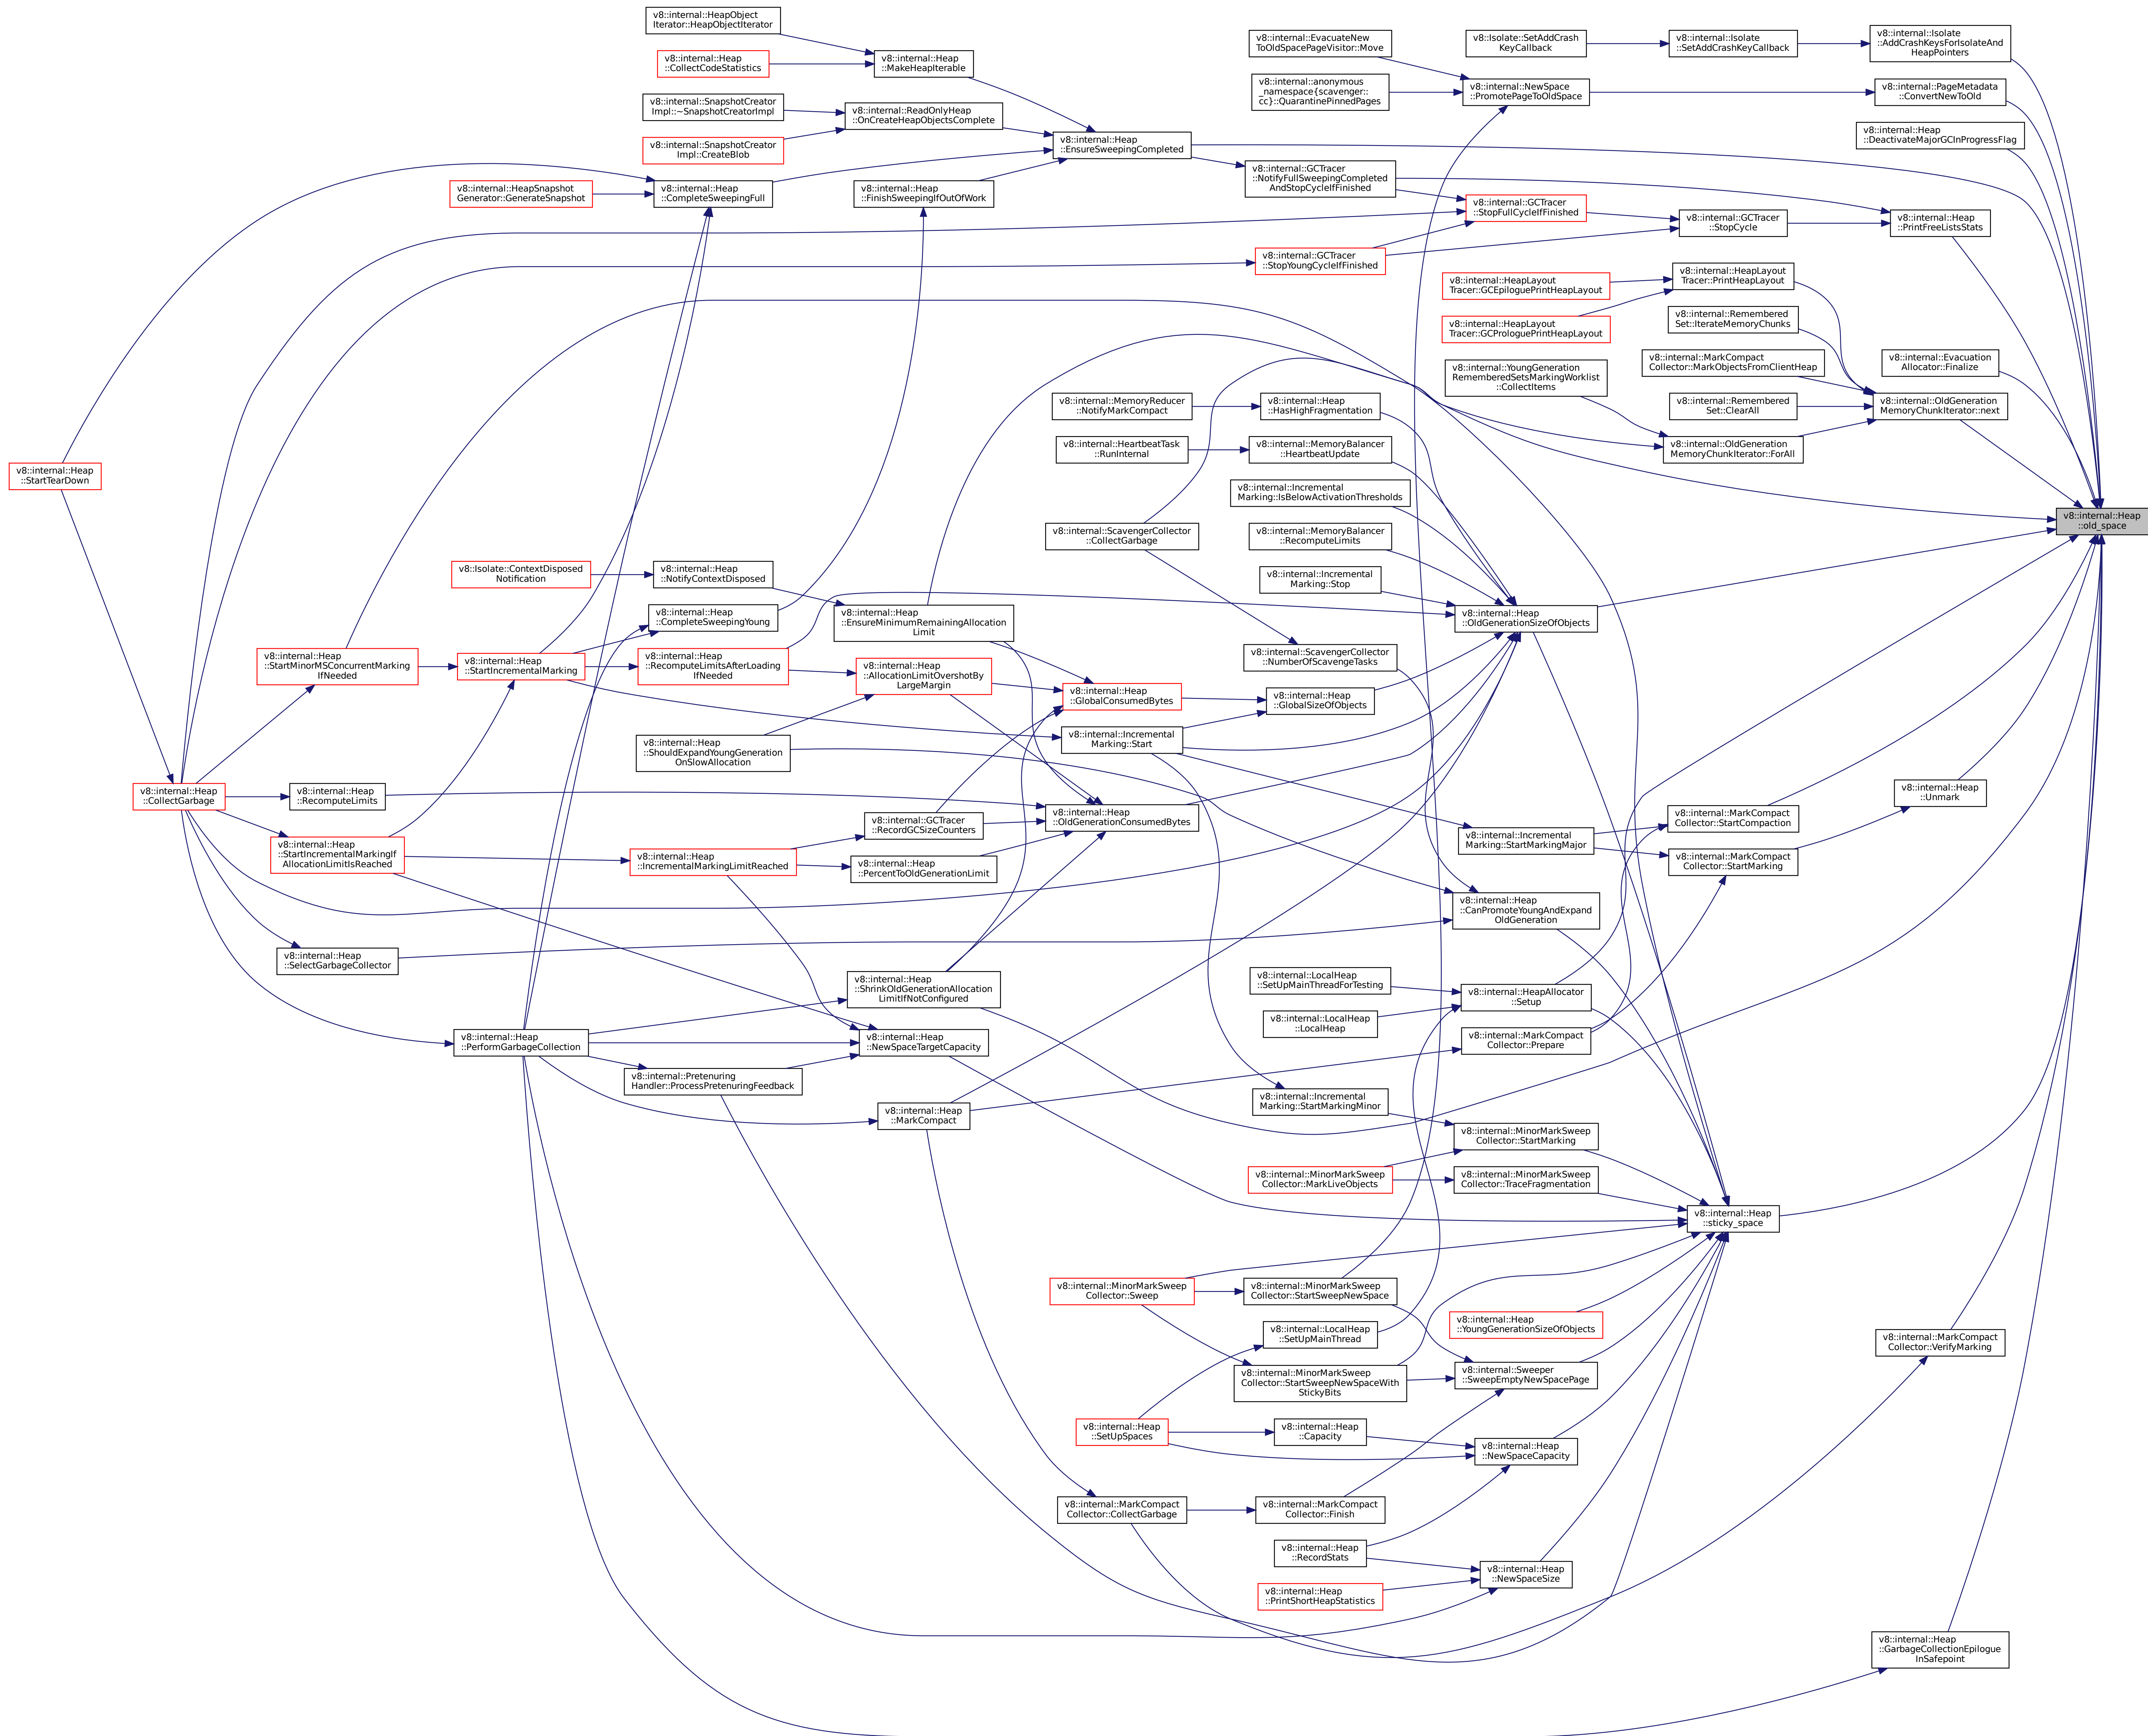 v8::internal::HeapObject
Iterator::HeapObjectIterator
v8::internal::Heap
::CollectCodeStatistics
v8::internal::SnapshotCreator
Impl::~SnapshotCreatorImpl
v8::internal::SnapshotCreator
Impl::CreateBlob
v8::internal::HeapSnapshot
Generator::GenerateSnapshot
v8::internal::Heap
::CompleteSweepingFull
v8::internal::Heap
::MakeHeapIterable
v8::internal::ReadOnlyHeap
::OnCreateHeapObjectsComplete
v8::internal::Heap
::FinishSweepingIfOutOfWork
v8::internal::Heap
::EnsureSweepingCompleted
v8::internal::EvacuateNew
ToOldSpacePageVisitor::Move
v8::internal::anonymous
_namespace{scavenger::
cc}::QuarantinePinnedPages
v8::internal::GCTracer
::NotifyFullSweepingCompleted
AndStopCycleIfFinished
v8::internal::GCTracer
::StopYoungCycleIfFinished
v8::Isolate::SetAddCrash
KeyCallback
v8::internal::NewSpace
::PromotePageToOldSpace
v8::internal::GCTracer
::StopFullCycleIfFinished
v8::internal::Isolate
::SetAddCrashKeyCallback
v8::internal::GCTracer
::StopCycle
v8::internal::Isolate
::AddCrashKeysForIsolateAnd
HeapPointers
v8::internal::PageMetadata
::ConvertNewToOld
v8::internal::Heap
::DeactivateMajorGCInProgressFlag
v8::internal::Heap
::PrintFreeListsStats
v8::internal::HeapLayout
Tracer::GCEpiloguePrintHeapLayout
v8::internal::HeapLayout
Tracer::GCProloguePrintHeapLayout
v8::internal::HeapLayout
Tracer::PrintHeapLayout
v8::internal::Remembered
Set::IterateMemoryChunks
v8::internal::MarkCompact
Collector::MarkObjectsFromClientHeap
v8::internal::Remembered
Set::ClearAll
v8::internal::YoungGeneration
RememberedSetsMarkingWorklist
::CollectItems
v8::internal::OldGeneration
MemoryChunkIterator::ForAll
v8::internal::Evacuation
Allocator::Finalize
v8::internal::OldGeneration
MemoryChunkIterator::next
v8::internal::Heap
::old_space
v8::internal::MemoryReducer
::NotifyMarkCompact
v8::internal::Heap
::HasHighFragmentation
v8::internal::HeartbeatTask
::RunInternal
v8::internal::MemoryBalancer
::HeartbeatUpdate
v8::internal::Incremental
Marking::IsBelowActivationThresholds
v8::internal::ScavengerCollector
::CollectGarbage
v8::internal::MemoryBalancer
::RecomputeLimits
v8::internal::Incremental
Marking::Stop
v8::internal::Heap
::OldGenerationSizeOfObjects
v8::internal::ScavengerCollector
::NumberOfScavengeTasks
v8::internal::Heap
::GlobalSizeOfObjects
v8::internal::Heap
::StartTearDown
v8::Isolate::ContextDisposed
Notification
v8::internal::Heap
::NotifyContextDisposed
v8::internal::Heap
::CompleteSweepingYoung
v8::internal::Heap
::EnsureMinimumRemainingAllocation
Limit
v8::internal::Heap
::StartMinorMSConcurrentMarking
IfNeeded
v8::internal::Heap
::StartIncrementalMarking
v8::internal::Heap
::RecomputeLimitsAfterLoading
IfNeeded
v8::internal::Heap
::AllocationLimitOvershotBy
LargeMargin
v8::internal::Heap
::GlobalConsumedBytes
v8::internal::Heap
::ShouldExpandYoungGeneration
OnSlowAllocation
v8::internal::Incremental
Marking::Start
v8::internal::Heap
::CollectGarbage
v8::internal::Heap
::RecomputeLimits
v8::internal::Heap
::OldGenerationConsumedBytes
v8::internal::GCTracer
::RecordGCSizeCounters
v8::internal::Heap
::StartIncrementalMarkingIf
AllocationLimitIsReached
v8::internal::Heap
::IncrementalMarkingLimitReached
v8::internal::Heap
::PercentToOldGenerationLimit
v8::internal::Incremental
Marking::StartMarkingMajor
v8::internal::MarkCompact
Collector::StartCompaction
v8::internal::MarkCompact
Collector::StartMarking
v8::internal::Heap
::Unmark
v8::internal::Heap
::CanPromoteYoungAndExpand
OldGeneration
v8::internal::Heap
::SelectGarbageCollector
v8::internal::Heap
::ShrinkOldGenerationAllocation
LimitIfNotConfigured
v8::internal::LocalHeap
::SetUpMainThreadForTesting
v8::internal::LocalHeap
::LocalHeap
v8::internal::HeapAllocator
::Setup
v8::internal::MarkCompact
Collector::Prepare
v8::internal::Heap
::PerformGarbageCollection
v8::internal::Heap
::NewSpaceTargetCapacity
v8::internal::Pretenuring
Handler::ProcessPretenuringFeedback
v8::internal::Heap
::MarkCompact
v8::internal::Incremental
Marking::StartMarkingMinor
v8::internal::MinorMarkSweep
Collector::StartMarking
v8::internal::MinorMarkSweep
Collector::MarkLiveObjects
v8::internal::MinorMarkSweep
Collector::TraceFragmentation
v8::internal::Heap
::sticky_space
v8::internal::MinorMarkSweep
Collector::Sweep
v8::internal::MinorMarkSweep
Collector::StartSweepNewSpace
v8::internal::Heap
::YoungGenerationSizeOfObjects
v8::internal::LocalHeap
::SetUpMainThread
v8::internal::MinorMarkSweep
Collector::StartSweepNewSpaceWith
StickyBits
v8::internal::Sweeper
::SweepEmptyNewSpacePage
v8::internal::MarkCompact
Collector::VerifyMarking
v8::internal::Heap
::SetUpSpaces
v8::internal::Heap
::Capacity
v8::internal::Heap
::NewSpaceCapacity
v8::internal::MarkCompact
Collector::CollectGarbage
v8::internal::MarkCompact
Collector::Finish
v8::internal::Heap
::RecordStats
v8::internal::Heap
::NewSpaceSize
v8::internal::Heap
::PrintShortHeapStatistics
v8::internal::Heap
::GarbageCollectionEpilogue
InSafepoint